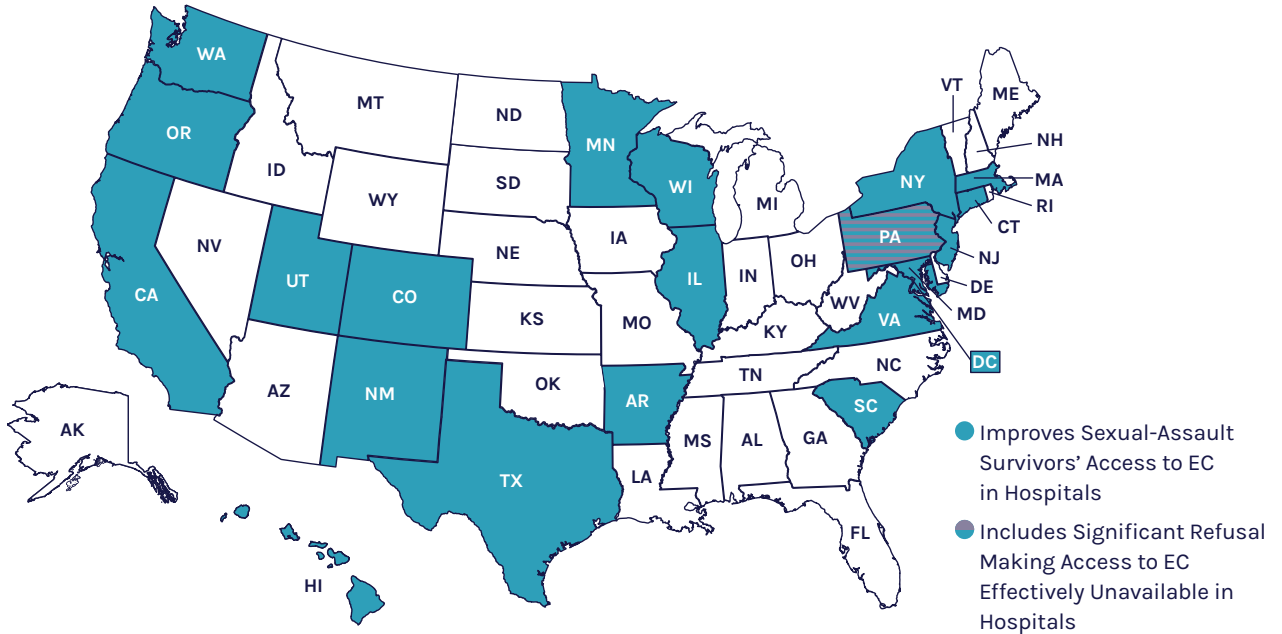 WA
VT
ME
MT
ND
OR
MN
NH
ID
SD
WI
NY
MA
WY
MI
RI
CT
IA
PA
NV
NE
NJ
OH
UT
IL
IN
DE
CA
CO
WV
MD
KS
MO
VA
KY
DC
NC
TN
OK
AZ
NM
AR
SC
AK
MS
AL
GA
LA
TX
FL
HI
Improves Sexual-Assault
Survivors’ Access to EC
in Hospitals
Includes Significant Refusal
Making Access to EC
Effectively Unavailable in
Hospitals